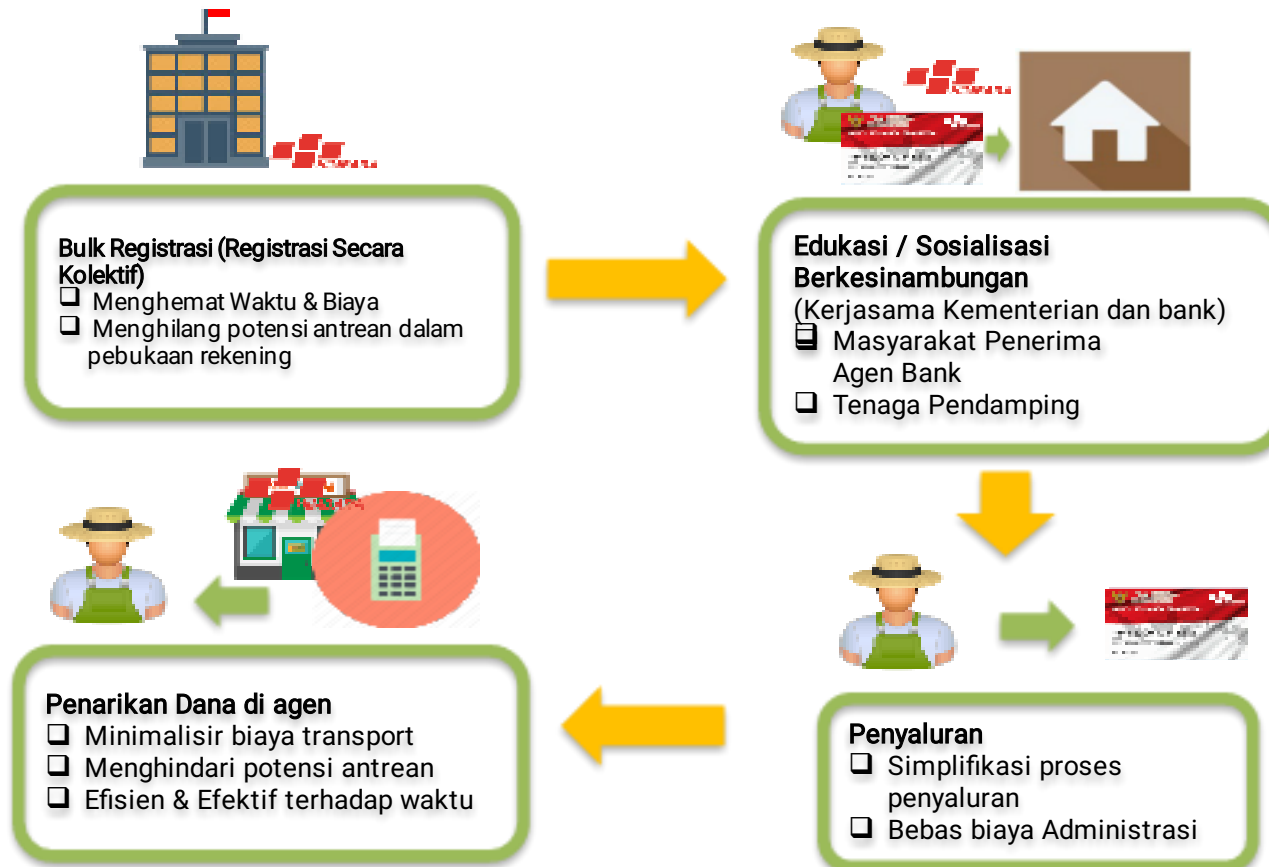 Bulk Registrasi (Registrasi Secara
Kolektif)
❑ Menghemat Waktu & Biaya
❑ Menghilang potensi antrean dalam
pebukaan rekening
Edukasi / Sosialisasi
Berkesinambungan
(Kerjasama Kementerian dan bank)
❑ Masyarakat Penerima
Agen Bank
❑ Tenaga Pendamping
Penyaluran
❑ Simplifikasi proses
penyaluran
❑ Bebas biaya Administrasi
Penarikan Dana di agen
❑ Minimalisir biaya transport
❑ Menghindari potensi antrean
❑ Efisien & Efektif terhadap waktu